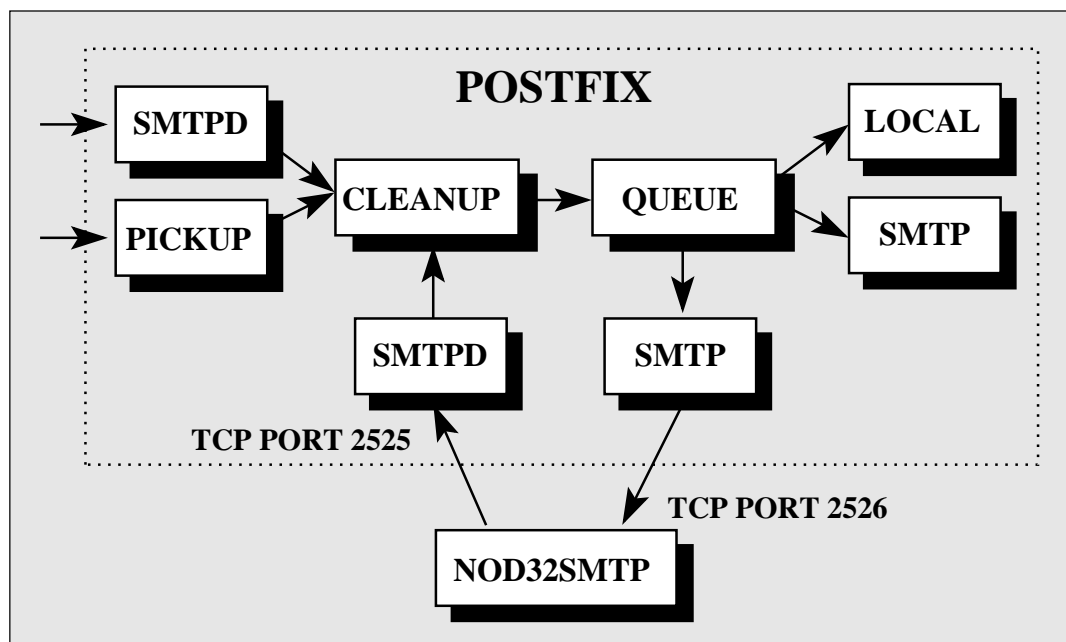 POSTFIX
SMTPD
LOCAL
CLEANUP
QUEUE
PICKUP
SMTP
SMTPD
SMTP
TCP PORT 2525
TCP PORT 2526
NOD32SMTP